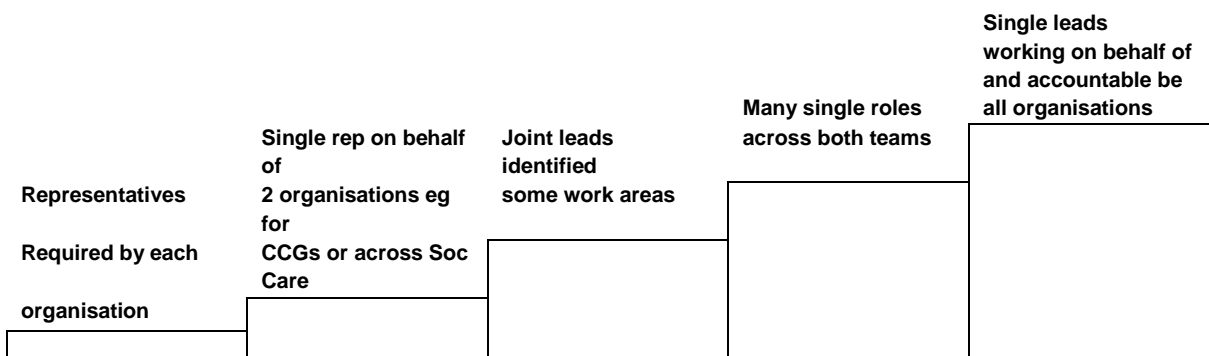 Representatives
Required by each
organisation
Single rep on behalf
of
2 organisations eg
for
CCGs or across Soc
Care
Joint leads
identified
some work areas
Many single roles
across both teams
Single leads
working on behalf of
and accountable be
all organisations